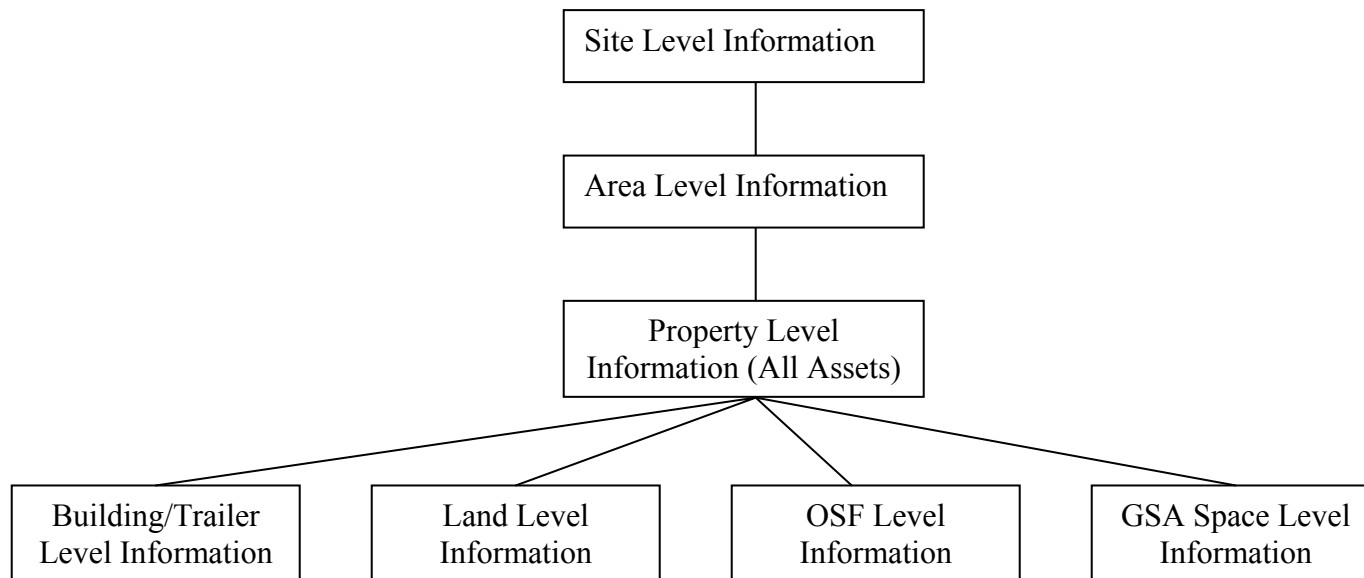 Site Level Information
Area Level Information
Property Level
Information (All Assets)
Building/Trailer
Level Information
Land Level
Information
OSF Level
Information
GSA Space Level
Information